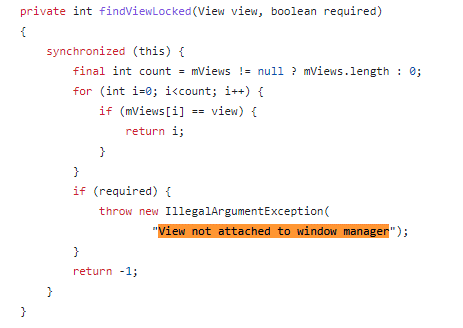 private int findViewLocked(View view, boolean required)
{
synchronized (this) {
final int count = mViews != null ? mViews.length : 0;
for (int i=0; i<count; i++) {
if (mViews[i] == view) {
return i;
}
}
if (required) {
throw new IllegalArgumentException(
"View not attached to window manager");
}
return -1;
}
}